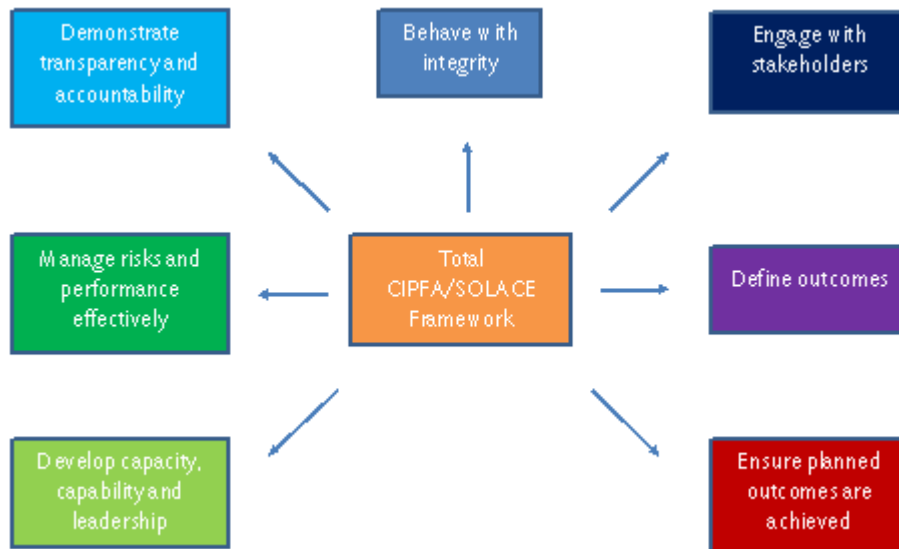 Demonstrate
transparency and
accountability
Behave with
integrity
Engage with
stakeholders
Manage risks and
performance
effectively
Total
CIPFA/SOLACE
Framework
Define outcomes
Develop capacity,
capability and
leadership
Ensure planned
outcomes are
achieved